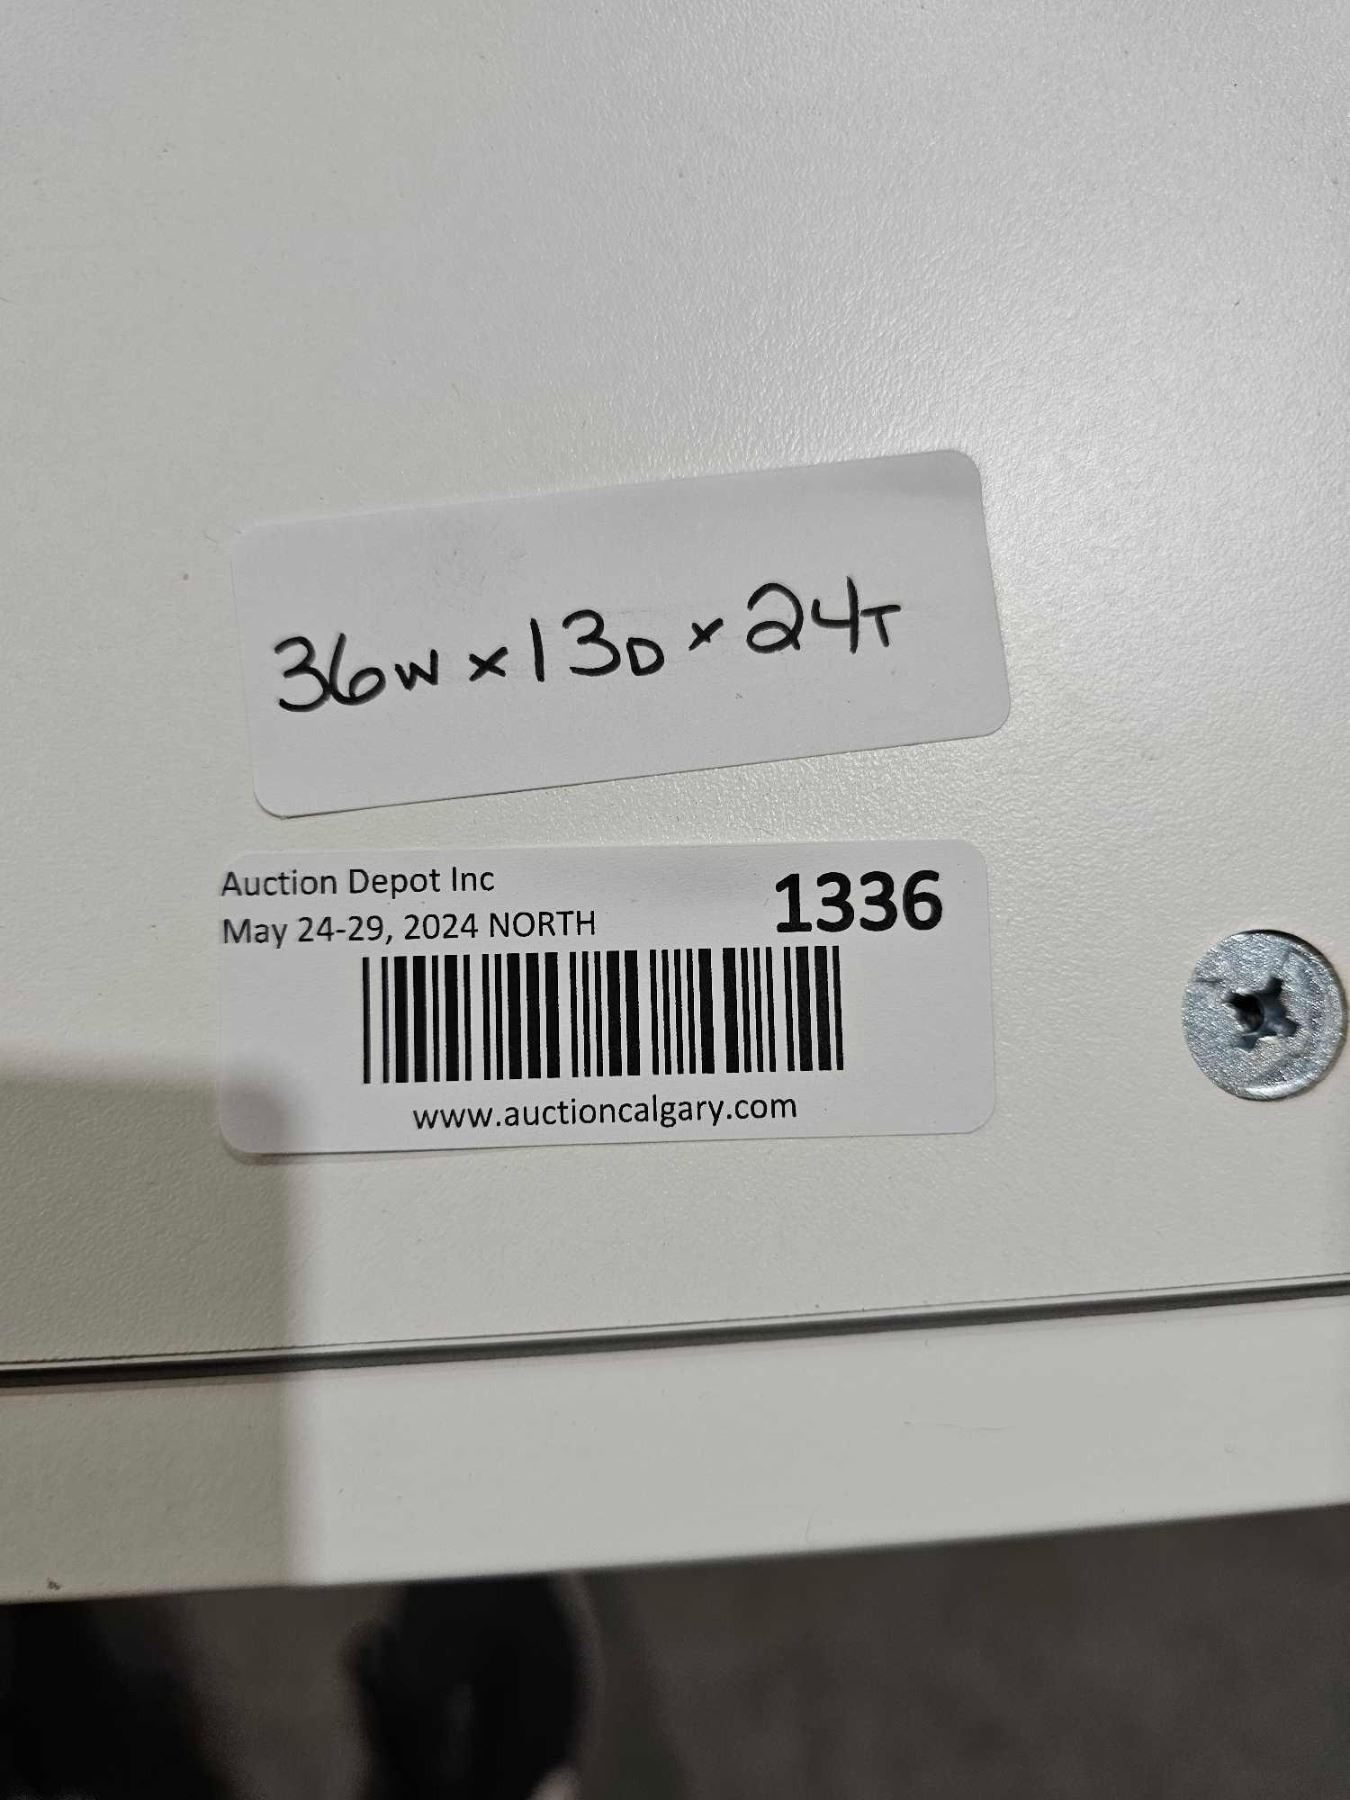 36W x 13D x 24T
Auction Depot Inc
1336
May 24-29, 2024 NORTH
www.auctioncalgary.com